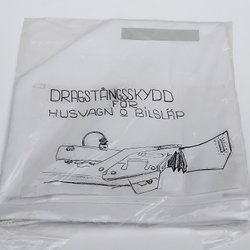 DRAGSTÅNGSSKYDD
FÖR
HUSVAGN O BILSLÄP